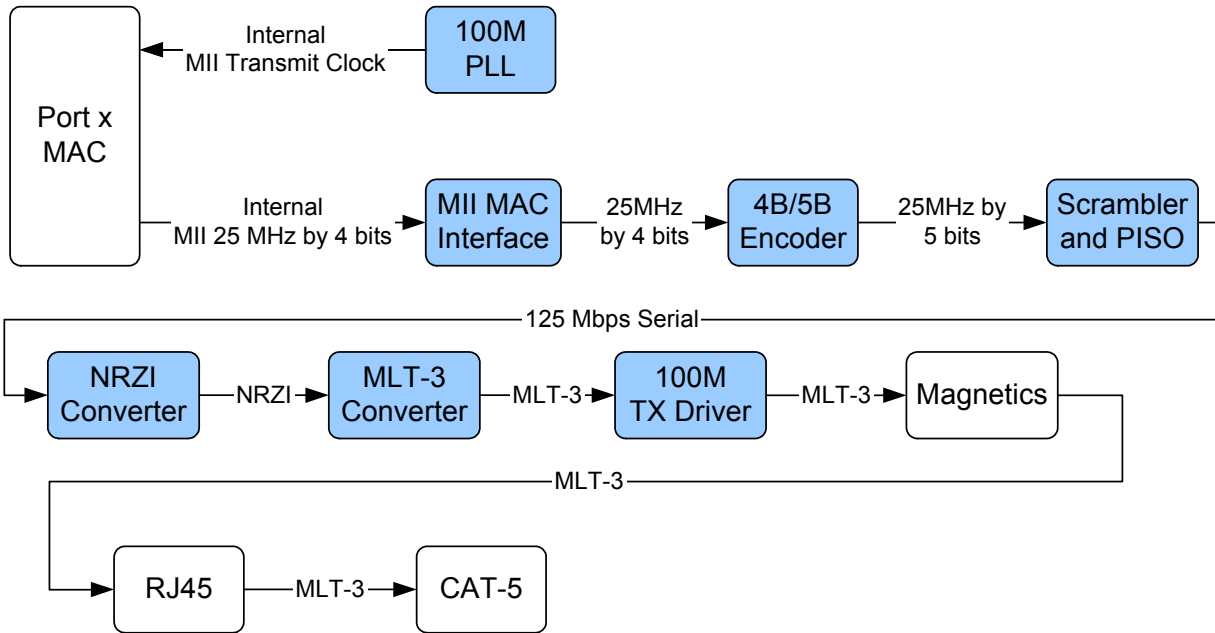 Port x
MAC
Internal
MII Transmit Clock
100M
PLL
Internal
MII 25 MHz by 4 bits
MII MAC
Interface
25MHz
by 4 bits
4B/5B
Encoder
25MHz by
5 bits
Scrambler
and PISO
125 Mbps Serial
NRZI
Converter
NRZI
MLT-3
Converter
MLT-3
100M
TX Driver
MLT-3
Magnetics
MLT-3
RJ45
MLT-3
CAT-5